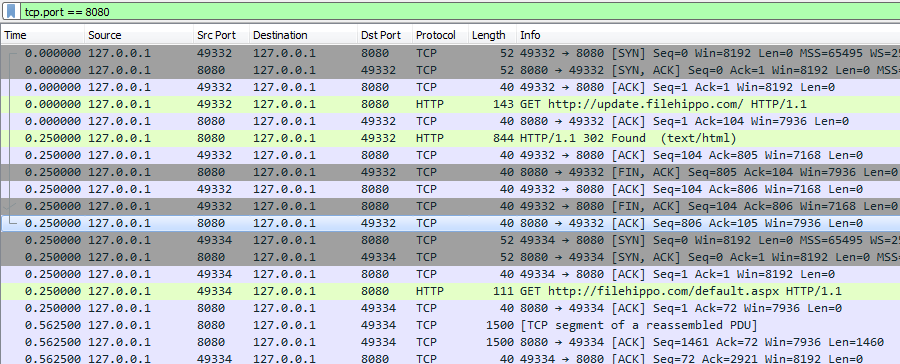 tcp.port == 8080
Time Source Src Port Destination Dst Port Protocol Length Info
0.000000 127.0.0.1 49332 127.0.0.1 8080 TCP 52 49332 → 8080 [SYN] Seq=0 Win=8192 Len=0 MSS=65495 WS=25
0.000000 127.0.0.1 8080 127.0.0.1 49332 TCP 52 8080 → 49332 [SYN, ACK] Seq=0 Ack=1 Win=8192 Len=0 MSS=
0.000000 127.0.0.1 49332 127.0.0.1 8080 TCP 40 49332 → 8080 [ACK] Seq=1 Ack=1 Win=8192 Len=0
0.000000 127.0.0.1 49332 127.0.0.1 8080 HTTP 143 GET http://update.filehippo.com/ HTTP/1.1
0.000000 127.0.0.1 8080 127.0.0.1 49332 TCP 40 8080 → 49332 [ACK] Seq=1 Ack=104 Win=7936 Len=0
0.250000 127.0.0.1 8080 127.0.0.1 49332 HTTP 844 HTTP/1.1 302 Found (text/html)
0.250000 127.0.0.1 49332 127.0.0.1 8080 TCP 40 49332 → 8080 [ACK] Seq=104 Ack=805 Win=7168 Len=0
0.250000 127.0.0.1 8080 127.0.0.1 49332 TCP 40 8080 → 49332 [FIN, ACK] Seq=805 Ack=104 Win=7936 Len=0
0.250000 127.0.0.1 49332 127.0.0.1 8080 TCP 40 49332 → 8080 [ACK] Seq=104 Ack=806 Win=7168 Len=0
0.250000 127.0.0.1 49332 127.0.0.1 8080 TCP 40 49332 → 8080 [FIN, ACK] Seq=104 Ack=806 Win=7168 Len=0
0.250000 127.0.0.1 8080 127.0.0.1 49332 TCP 40 8080 → 49332 [ACK] Seq=806 Ack=105 Win=7936 Len=0
0.250000 127.0.0.1 49334 127.0.0.1 8080 TCP 52 49334 → 8080 [SYN] Seq=0 Win=8192 Len=0 MSS=65495 WS=25
0.250000 127.0.0.1 8080 127.0.0.1 49334 TCP 52 8080 → 49334 [SYN, ACK] Seq=0 Ack=1 Win=8192 Len=0 MSS=
0.250000 127.0.0.1 49334 127.0.0.1 8080 TCP 40 49334 → 8080 [ACK] Seq=1 Ack=1 Win=8192 Len=0
0.250000 127.0.0.1 49334 127.0.0.1 8080 HTTP 111 GET http://filehippo.com/default.aspx HTTP/1.1
0.250000 127.0.0.1 8080 127.0.0.1 49334 TCP 40 8080 → 49334 [ACK] Seq=1 Ack=72 Win=7936 Len=0
0.562500 127.0.0.1 8080 127.0.0.1 49334 TCP 1500 [TCP segment of a reassembled PDU]
0.562500 127.0.0.1 8080 127.0.0.1 49334 TCP 1500 8080 → 49334 [ACK] Seq=1461 Ack=72 Win=7936 Len=1460
0.562500 127.0.0.1 49334 127.0.0.1 8080 TCP 40 49334 → 8080 [ACK] Seq=72 Ack=2921 Win=8192 Len=0